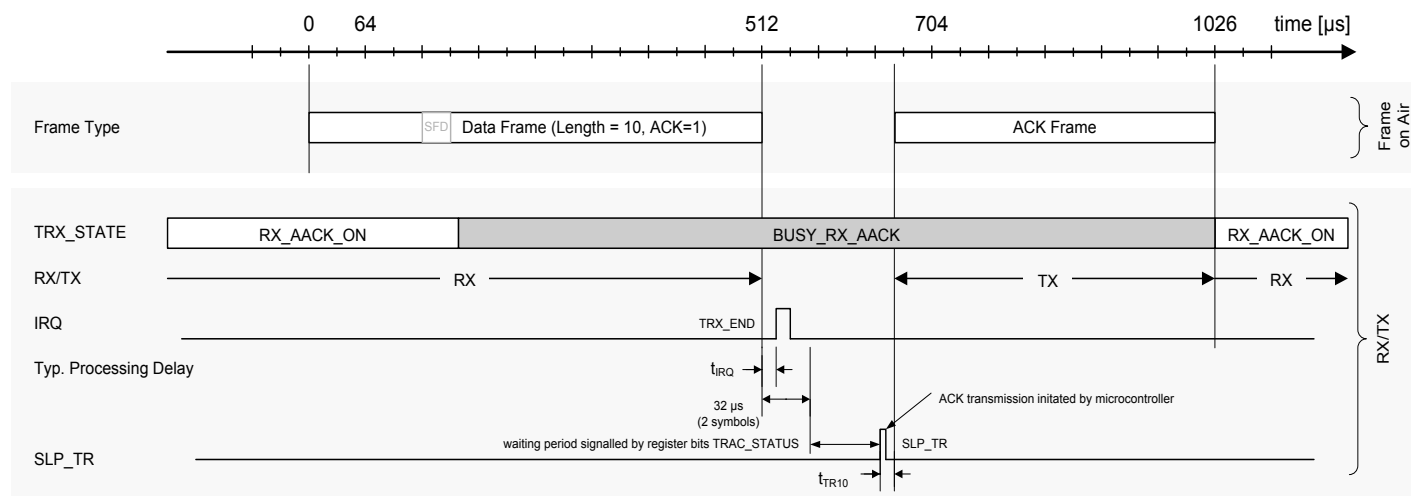 0 64 512 704 1026 time [µs]
Frame Type
SFD
Data Frame (Length = 10, ACK=1)
ACK Frame
Frame
on Air
TRX_STATE
RX_AACK_ON
BUSY_RX_AACK
RX_AACK_ON
RX/TX
RX
TX
RX
IRQ
TRX_END
RX/TX
Typ. Processing Delay
tIRQ
32 µs
(2 symbols)
ACK transmission initated by microcontroller
waiting period signalled by register bits TRAC_STATUS
SLP_TR
SLP_TR
tTR10